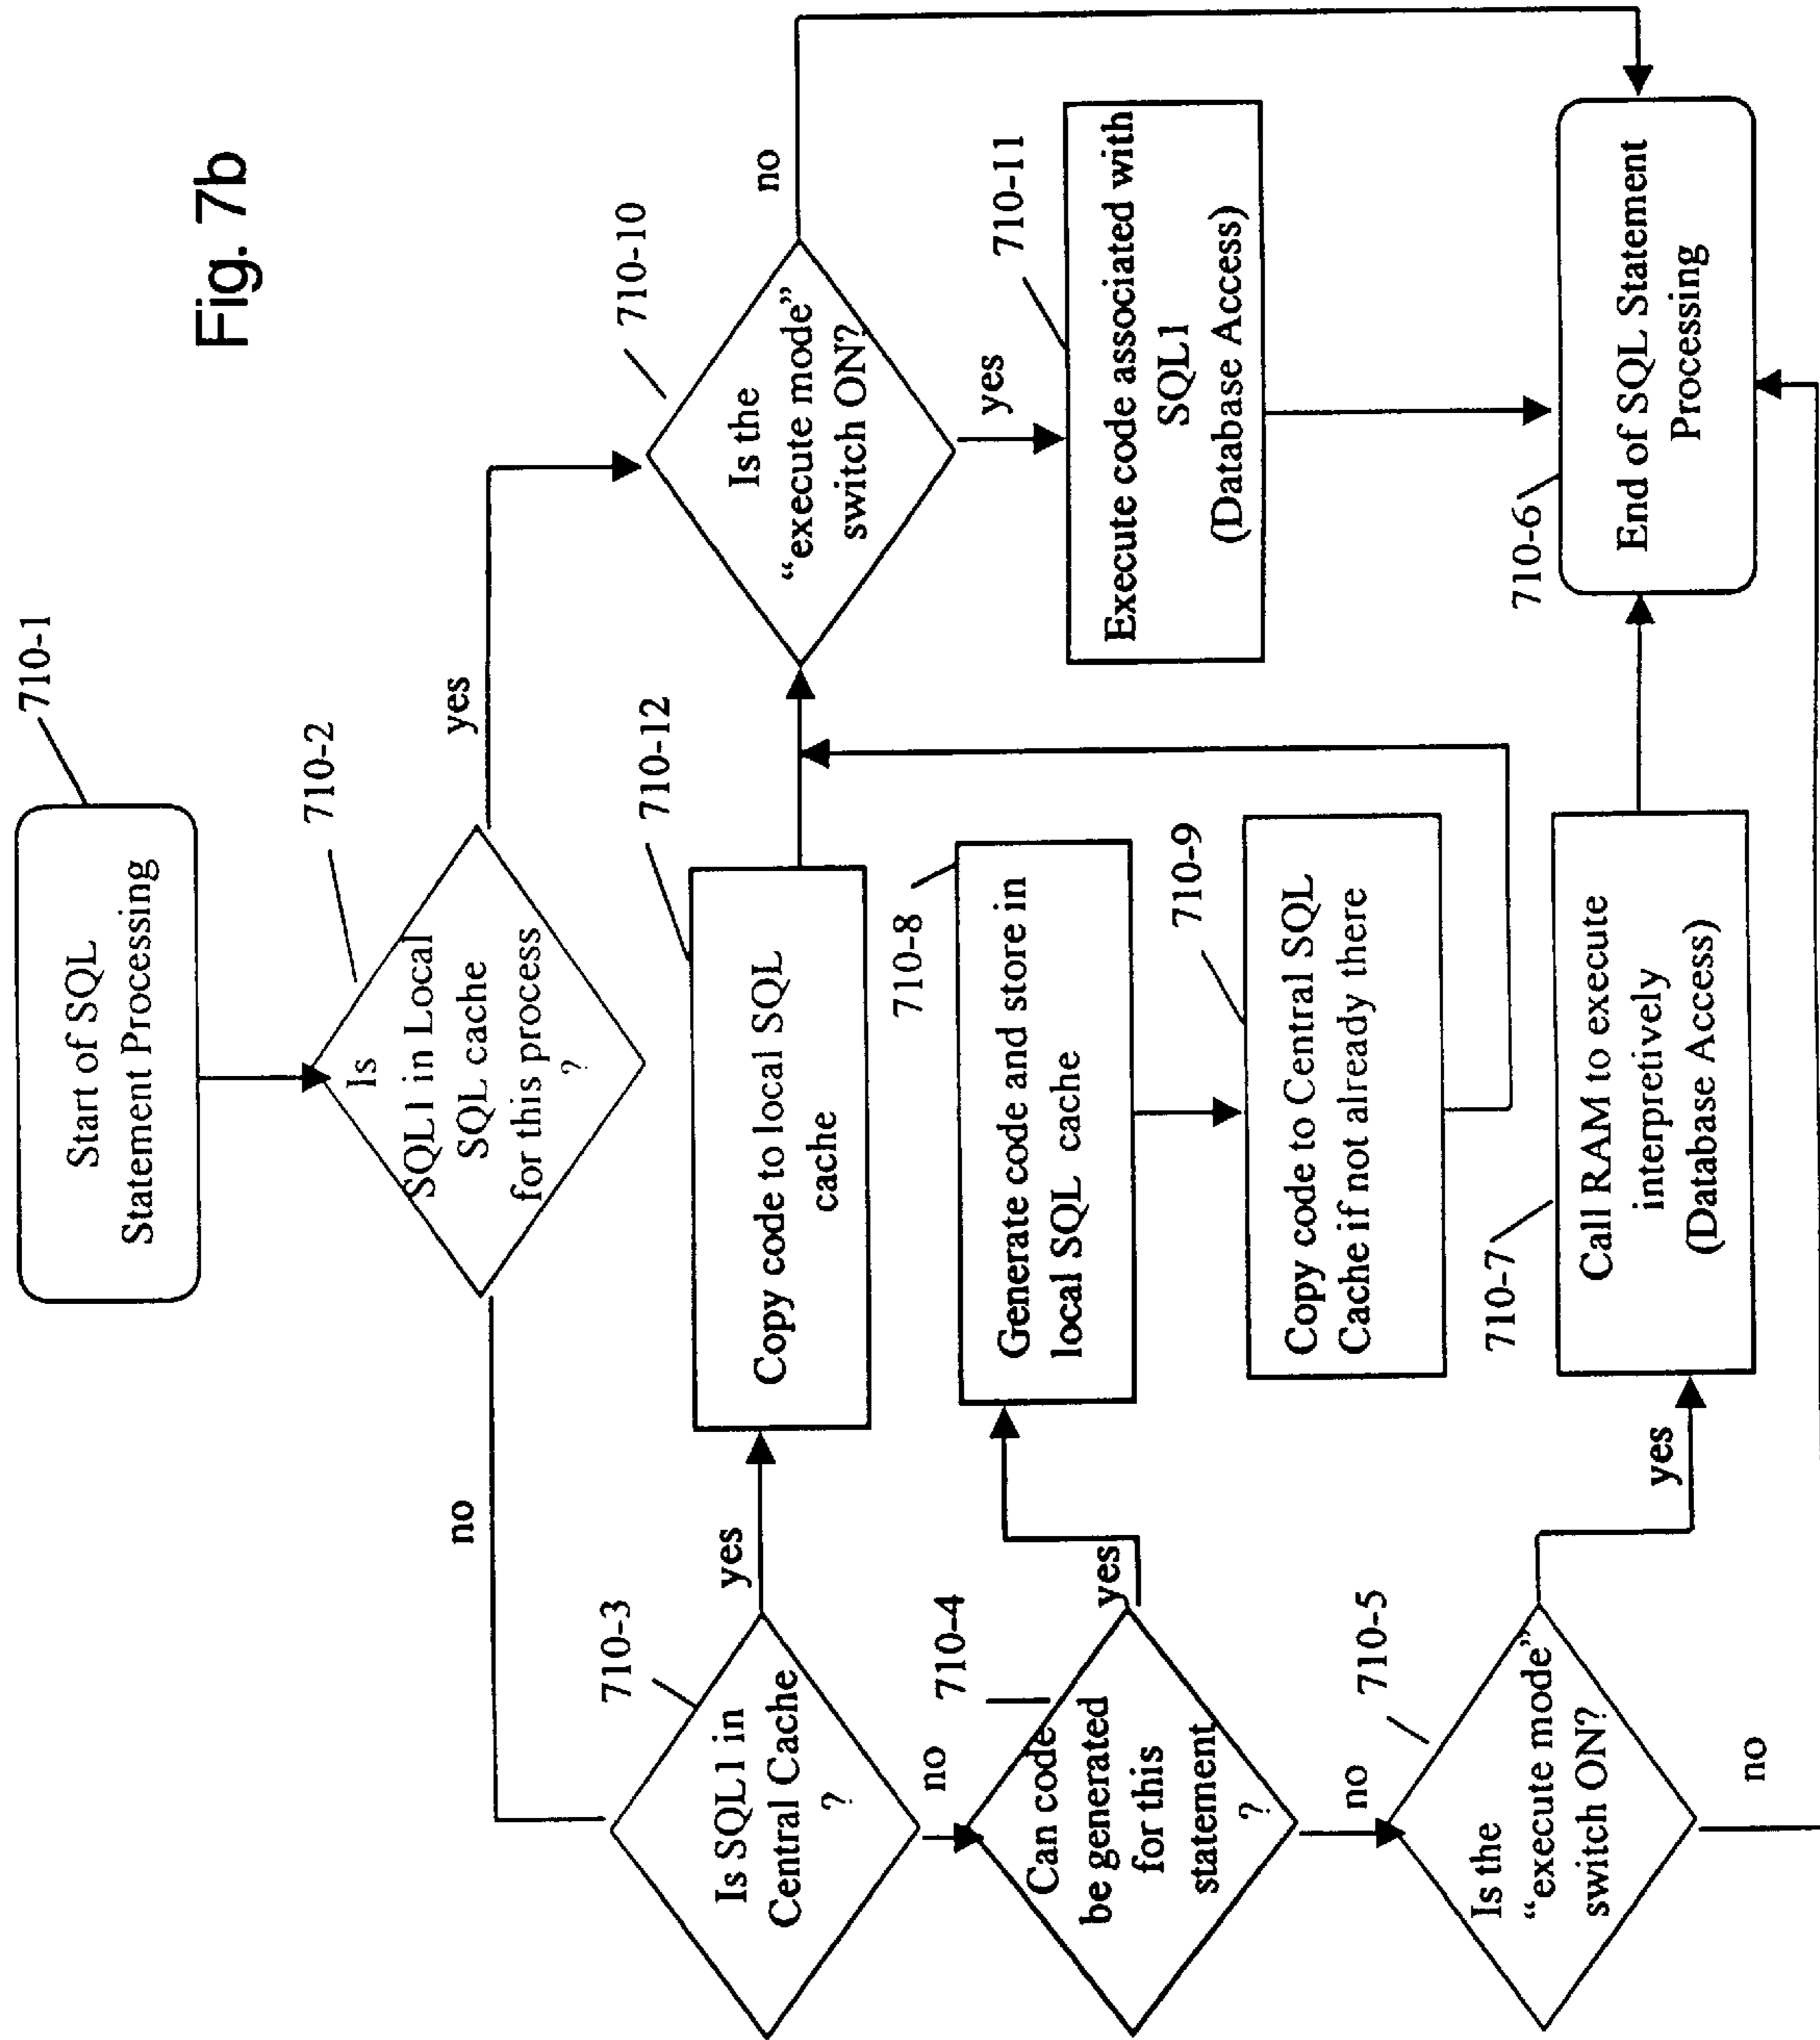 Fig. 7b
710-1
Start of SQL
Statement Processing
710-2
Is
SQL1 in Local
SQL cache
for this process
?
no
yes
710-3
Is SQL1 in
Central Cache
?
yes
no
710-12
Copy code to local SQL
cache
710-10
Is the
“execute mode”
switch ON?
no
yes
710-4
Can code
be generated
for this
statement
?
yes
no
710-8
Generate code and store in
local SQL cache
710-9
Copy code to Central SQL
Cache if not already there
710-11
Execute code associated with
SQL1
(Database Access)
710-5
Is the
“execute mode”
switch ON?
yes
no
710-7
Call RAM to execute
interpretively
(Database Access)
710-6
End of SQL Statement
Processing